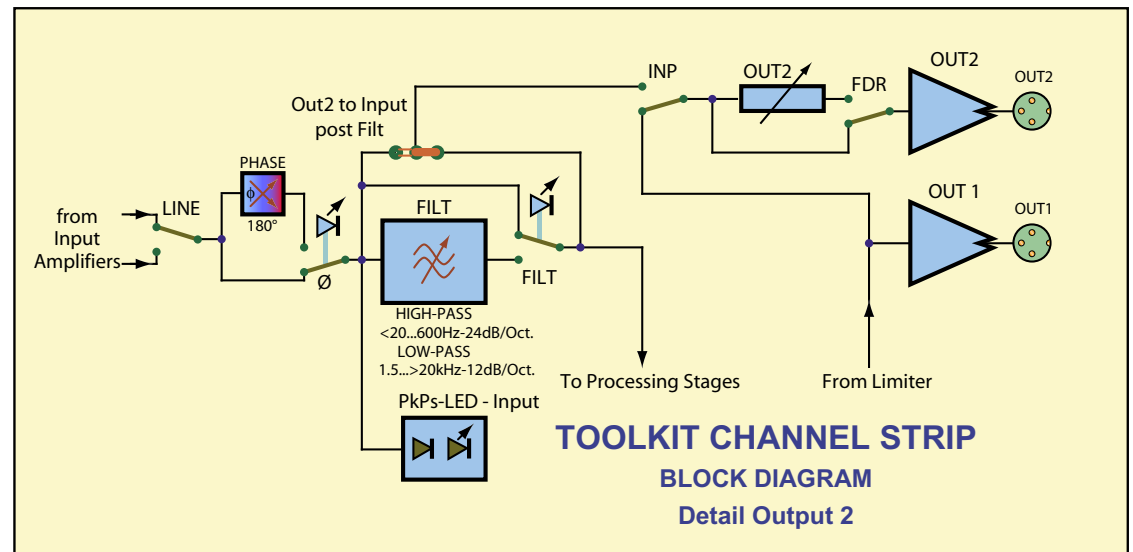 Out2 to Input
post Filt
INP
OUT2
FDR
OUT2
OUT2
PHASE
ϕ
180°
from
Input
Amplifiers
LINE
Ø
FILT
FILT
HIGH-PASS
<20...600Hz-24dB/Oct.
LOW-PASS
1.5...>20kHz-12dB/Oct.
OUT 1
OUT1
To Processing Stages
From Limiter
PkPs-LED - Input
TOOLKIT CHANNEL STRIP
BLOCK DIAGRAM
Detail Output 2